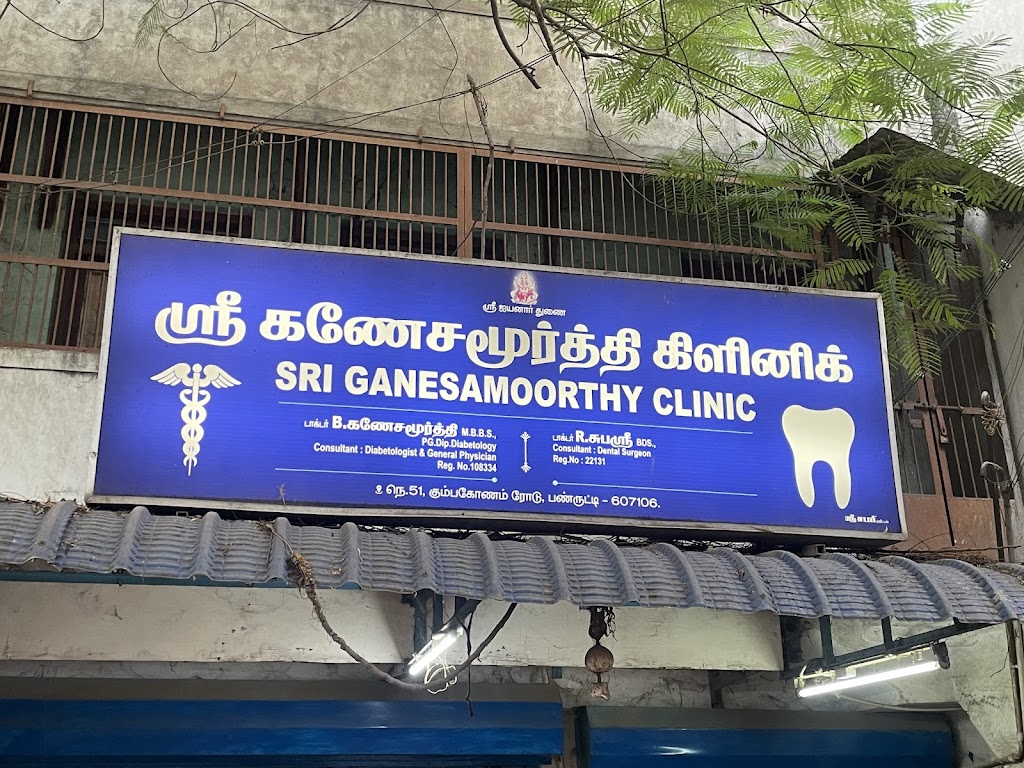 ஸ்ரீ ஐயனார் துணை
ஸ்ரீ கணேசமூர்த்தி கிளினிக்
SRI GANESAMOORTHY CLINIC
டாக்டர் B.கணேசமூர்த்தி M.B.B.S.,
PG.Dip.Diabetology
Consultant : Diabetologist & General Physician
Reg. No.108334
டாக்டர் R.சுபஸ்ரீ BDS.,
Consultant : Dental Surgeon
Reg.No : 22131
உ நெ.51, கும்பகோணம் ரோடு, பண்ருட்டி - 607106.